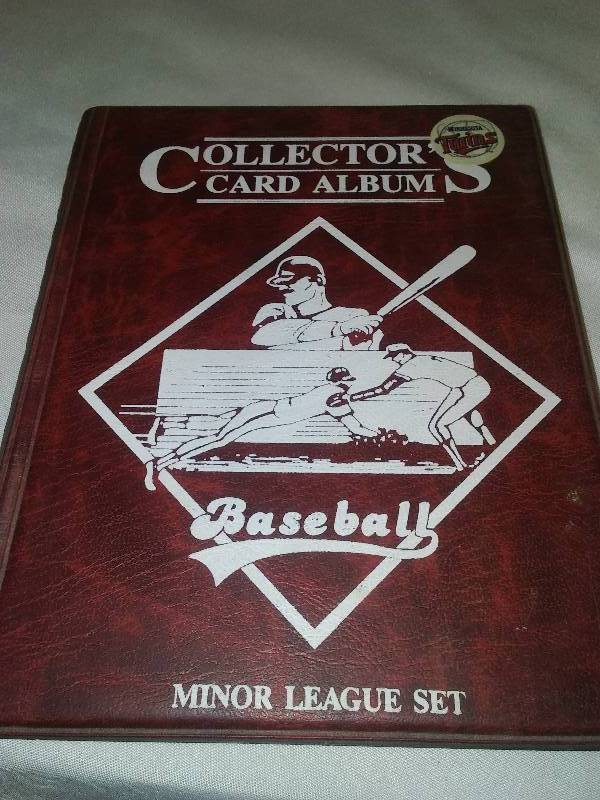 COLLECTOR'S
CARD ALBUM
MINNESOTA
Twins
Baseball
MINOR LEAGUE SET